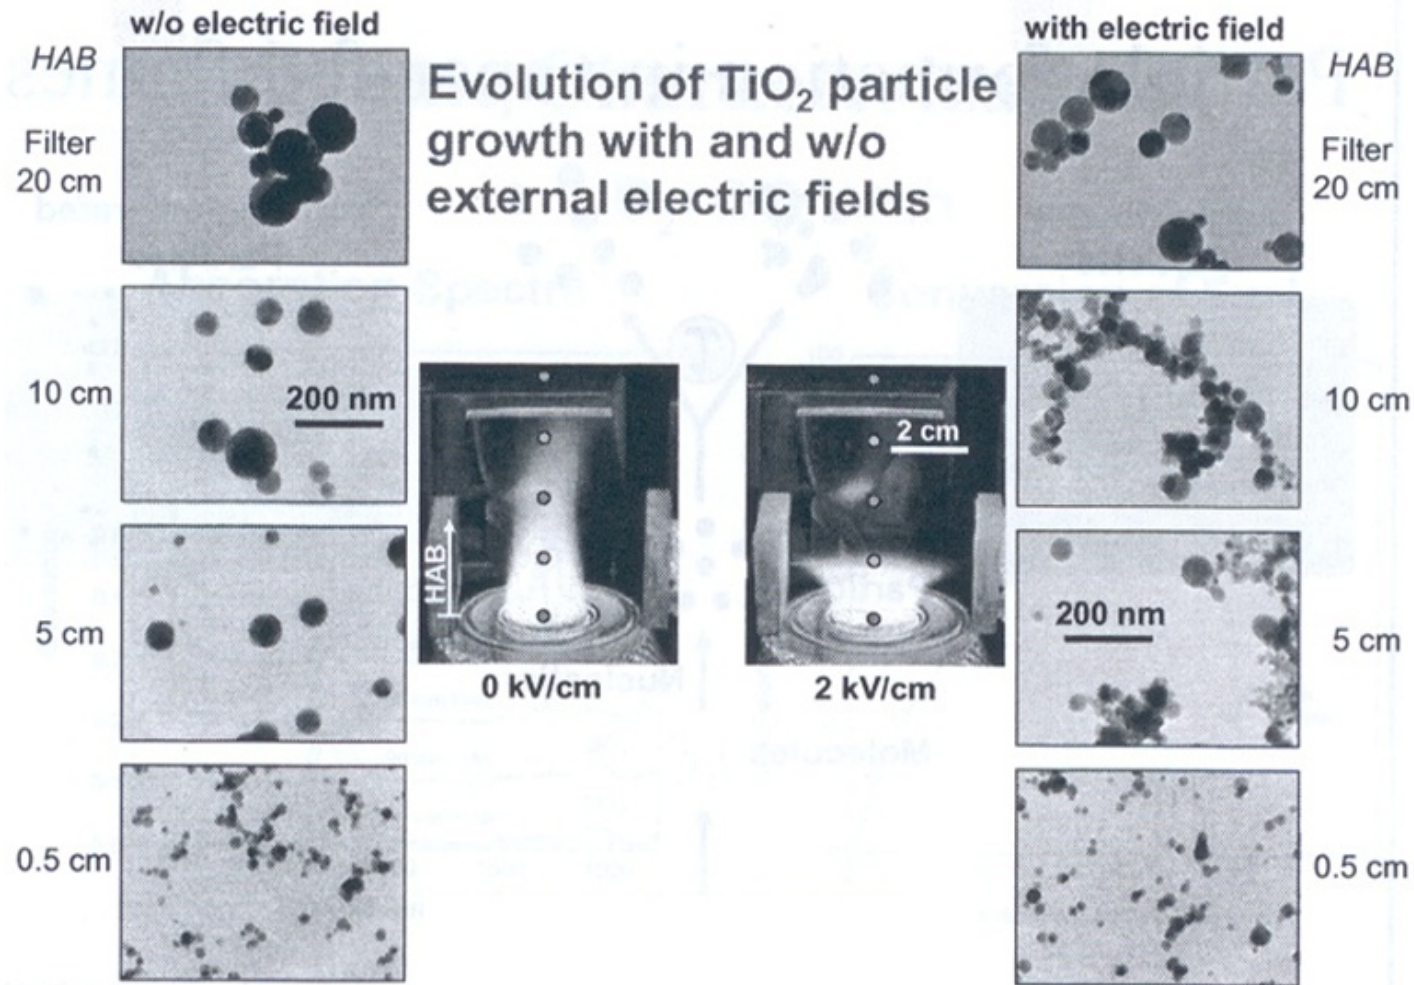 w/o electric field
HAB
Filter
20 cm
10 cm
200 nm
5 cm
0.5 cm
Evolution of TiO₂ particle
growth with and w/o
external electric fields
HAB
0 kV/cm
2 cm
2 kV/cm
with electric field
HAB
Filter
20 cm
10 cm
200 nm
5 cm
0.5 cm